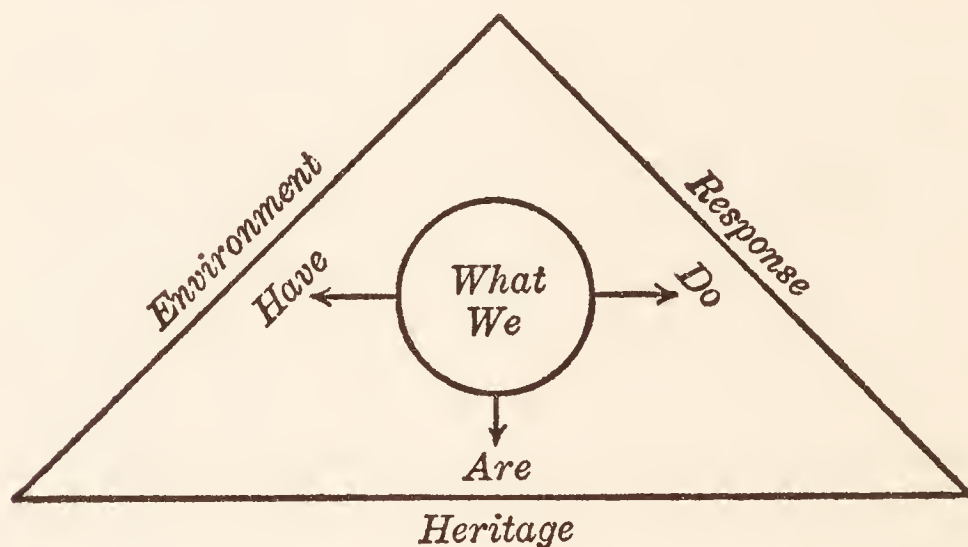 Environment
Response
Have
What
We
Do
Are
Heritage